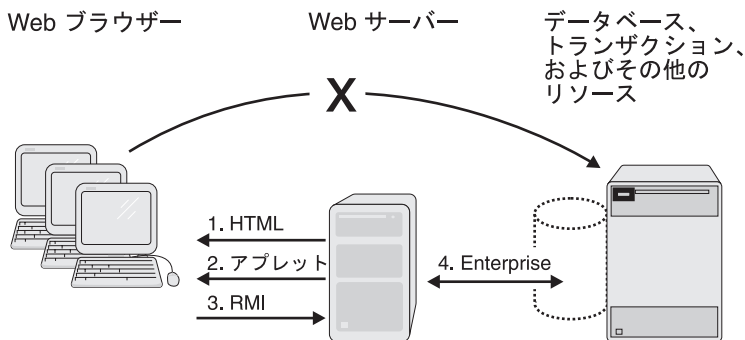 Web ブラウザー
Web サーバー
データベース、
トランザクション、
およびその他の
リソース
X
1. HTML
2. アプレット
3. RMI
4. Enterprise